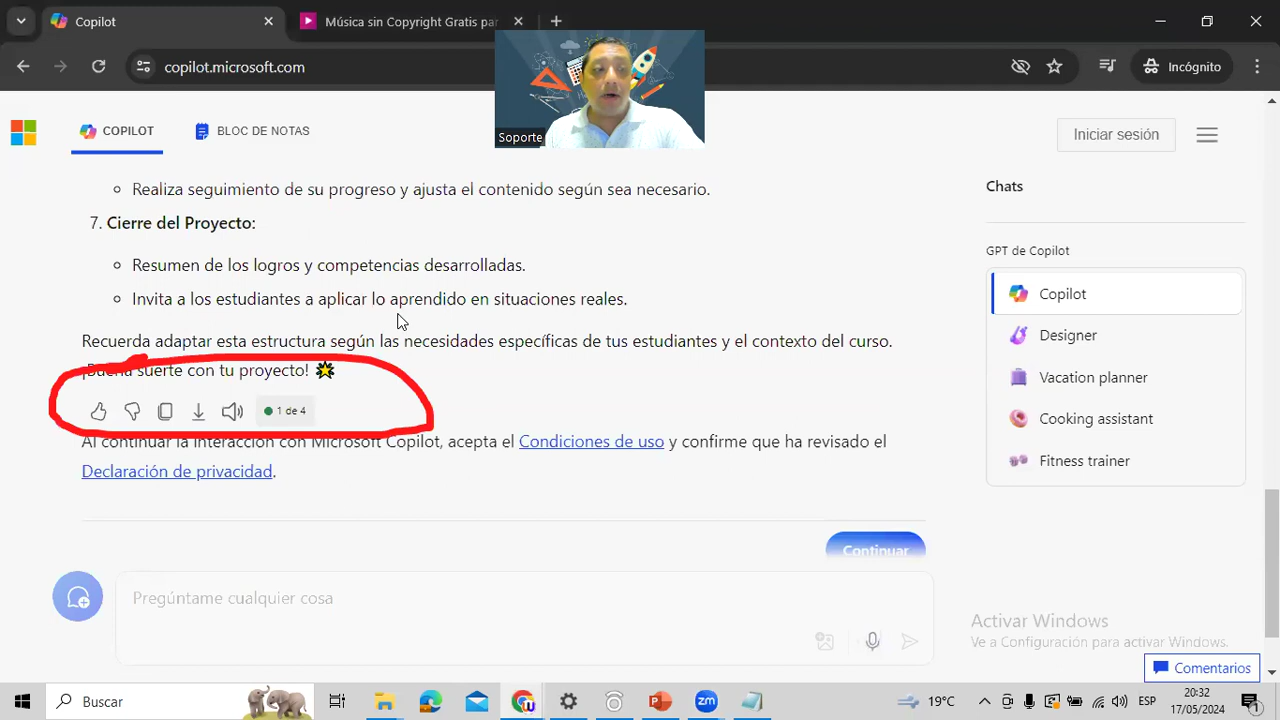 Copilot
Música sin Copyright Gratis par
copilot.microsoft.com
Incógnito
COPILOT
BLOC DE NOTAS
Soporte
Iniciar sesión
Realiza seguimiento de su progreso y ajusta el contenido según sea necesario.
7. Cierre del Proyecto:
Resumen de los logros y competencias desarrolladas.
Invita a los estudiantes a aplicar lo aprendido en situaciones reales.
Recuerda adaptar esta estructura según las necesidades específicas de tus estudiantes y el contexto del curso.
¡Buena suerte con tu proyecto!
1 de 4
Al continuar la interacción con Microsoft Copilot, acepta el Condiciones de uso y confirme que ha revisado el
Declaración de privacidad.
Continuar
Pregúntame cualquier cosa
Chats
GPT de Copilot
Copilot
Designer
Vacation planner
Cooking assistant
Fitness trainer
Activar Windows
Ve a Configuración para activar Windows.
Comentarios
Buscar
19°C
ESP
20:32
17/05/2024